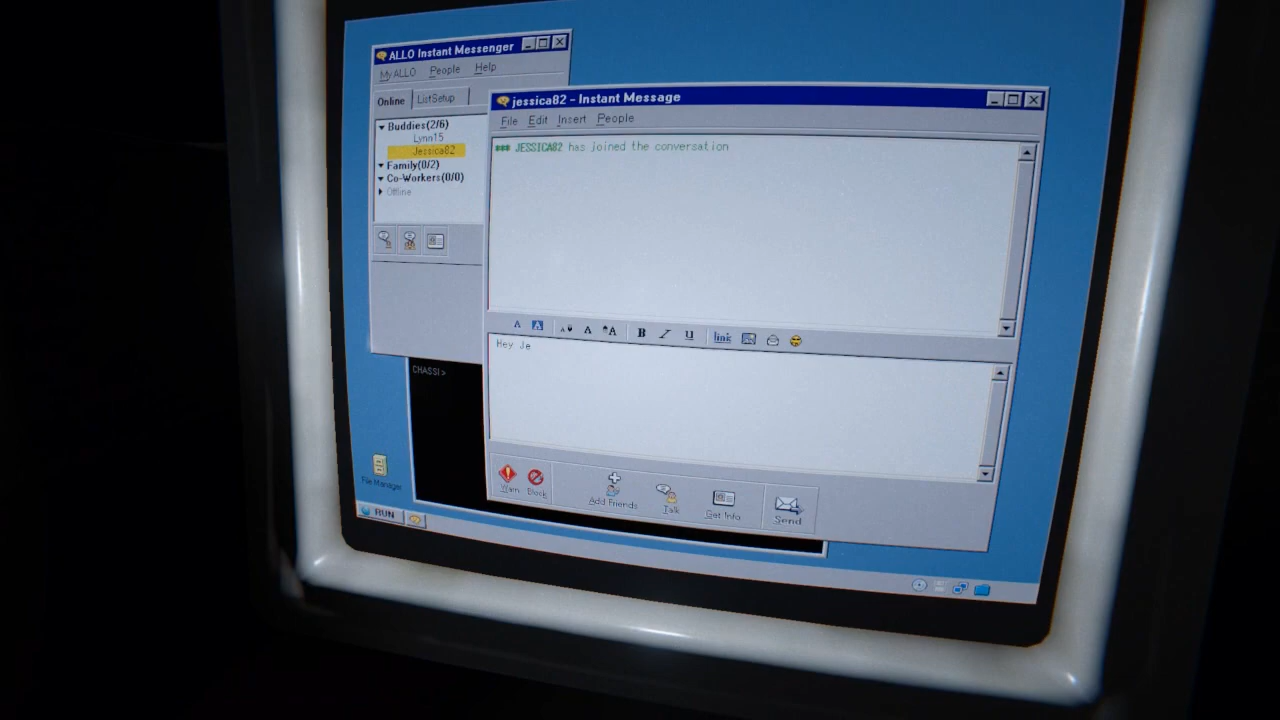 ALLO Instant Messenger
My ALLO People Help
Online ListSetup
Buddies(2/6)
Lynn15
Jessica82
Family(0/2)
Co-Workers(0/0)
Offline
jessica82 - Instant Message
File Edit Insert People
*** JESSICA82 has joined the conversation
A A A A A B I U link
Hey Je
Warn Block Add Friends Talk Get Info Send
CHASSI>
File Manager
RUN